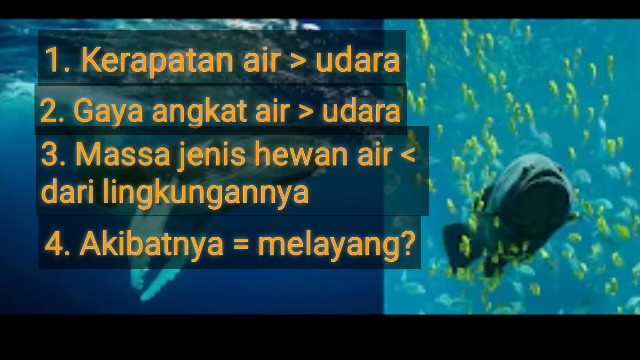 1. Kerapatan air > udara
2. Gaya angkat air > udara
3. Massa jenis hewan air <
dari lingkungannya
4. Akibatnya = melayang?